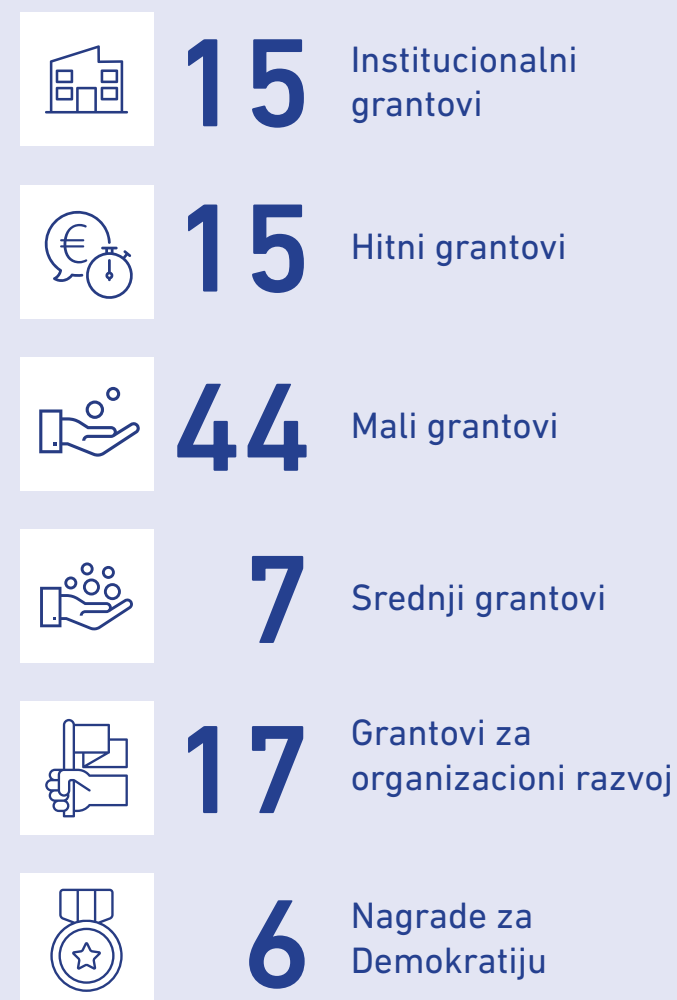 15 Institucionalni
grantovi
€
15 Hitni grantovi
44 Mali grantovi
7 Srednji grantovi
17 Grantovi za
organizacioni razvoj
6 Nagrade za
Demokratiju